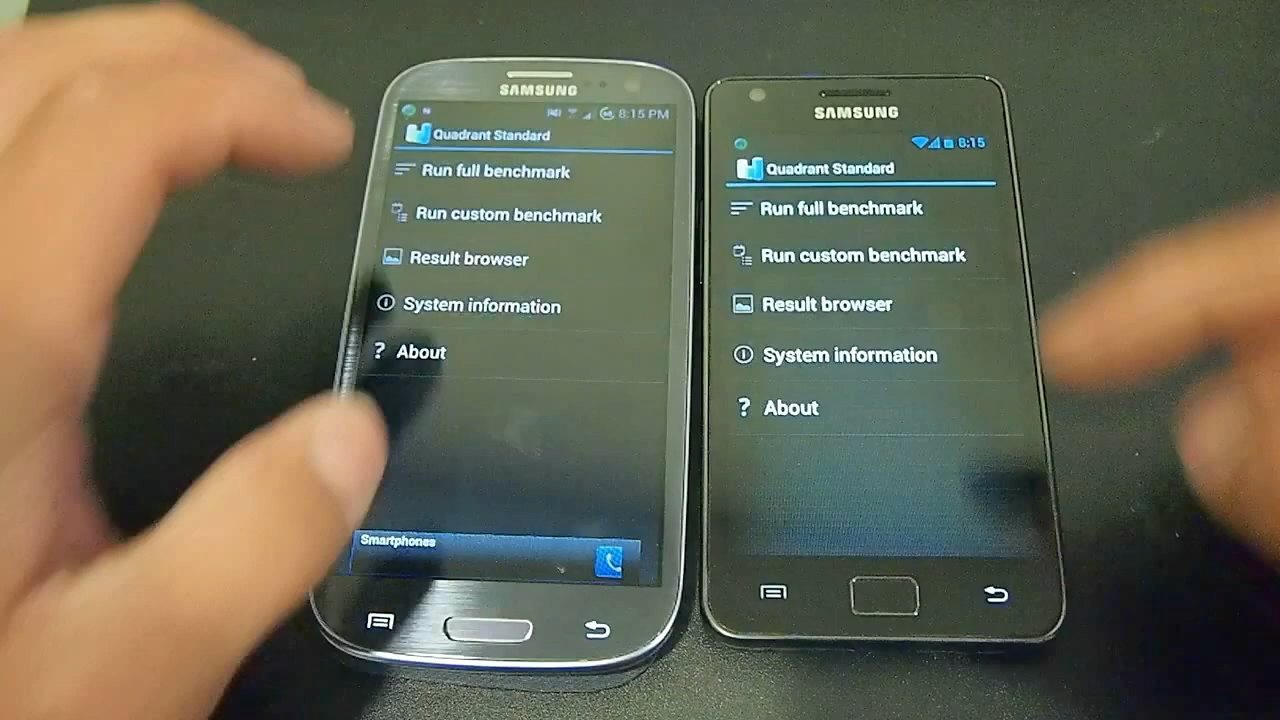 SAMSUNG
8:15 PM
Quadrant Standard
Run full benchmark
Run custom benchmark
Result browser
System information
? About
Smartphones
SAMSUNG
8:15
Quadrant Standard
Run full benchmark
Run custom benchmark
Result browser
System information
? About